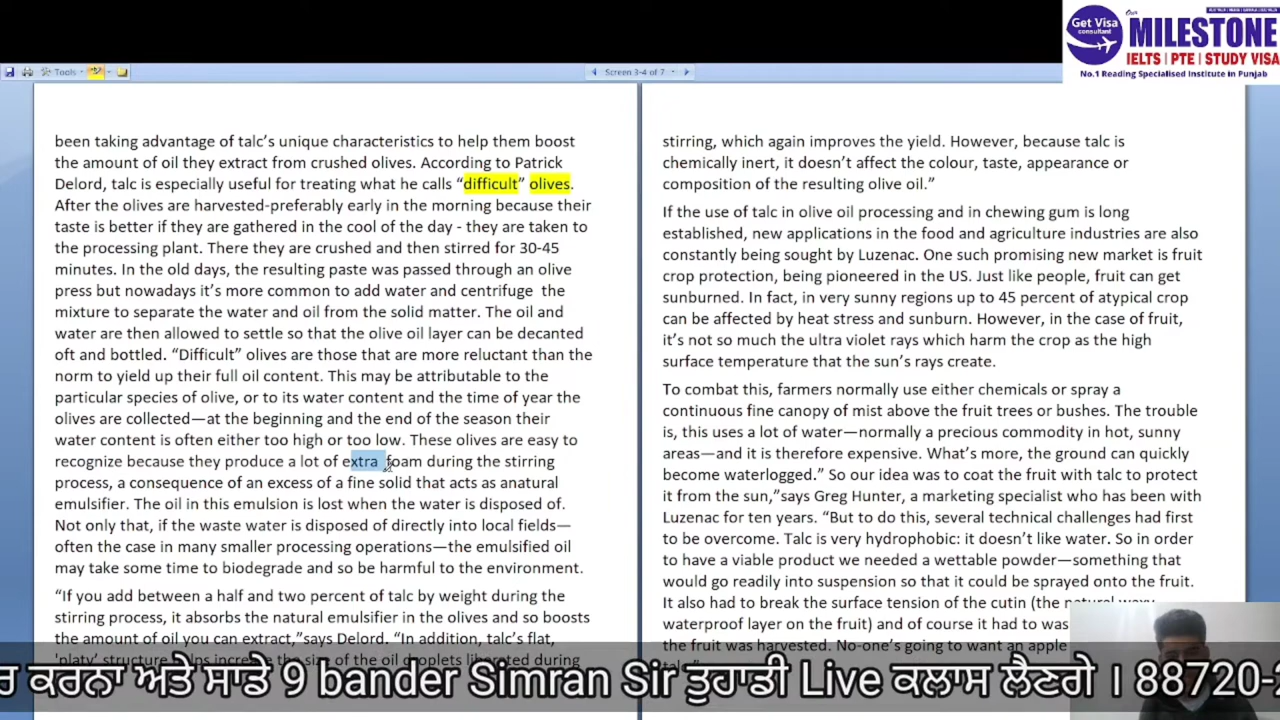 Our
Get Visa
consultant
MILESTONE
IELTS | PTE | STUDY VISA
No.1 Reading Specialised Institute in Punjab
Tools
Screen 3-4 of 7
been taking advantage of talc's unique characteristics to help them boost
the amount of oil they extract from crushed olives. According to Patrick
Delord, talc is especially useful for treating what he calls “difficult” olives.
After the olives are harvested-preferably early in the morning because their
taste is better if they are gathered in the cool of the day - they are taken to
the processing plant. There they are crushed and then stirred for 30-45
minutes. In the old days, the resulting paste was passed through an olive
press but nowadays it's more common to add water and centrifuge the
mixture to separate the water and oil from the solid matter. The oil and
water are then allowed to settle so that the olive oil layer can be decanted
oft and bottled. “Difficult” olives are those that are more reluctant than the
norm to yield up their full oil content. This may be attributable to the
particular species of olive, or to its water content and the time of year the
olives are collected—at the beginning and the end of the season their
water content is often either too high or too low. These olives are easy to
recognize because they produce a lot of extra foam during the stirring
process, a consequence of an excess of a fine solid that acts as anatural
emulsifier. The oil in this emulsion is lost when the water is disposed of.
Not only that, if the waste water is disposed of directly into local fields—
often the case in many smaller processing operations—the emulsified oil
may take some time to biodegrade and so be harmful to the environment.
“If you add between a half and two percent of talc by weight during the
stirring process, it absorbs the natural emulsifier in the olives and so boosts
the amount of oil you can extract,”says Delord. “In addition, talc's flat,
'platy' structure helps increase the size of the oil droplets liberated during
stirring, which again improves the yield. However, because talc is
chemically inert, it doesn't affect the colour, taste, appearance or
composition of the resulting olive oil.”
If the use of talc in olive oil processing and in chewing gum is long
established, new applications in the food and agriculture industries are also
constantly being sought by Luzenac. One such promising new market is fruit
crop protection, being pioneered in the US. Just like people, fruit can get
sunburned. In fact, in very sunny regions up to 45 percent of atypical crop
can be affected by heat stress and sunburn. However, in the case of fruit,
it's not so much the ultra violet rays which harm the crop as the high
surface temperature that the sun's rays create.
To combat this, farmers normally use either chemicals or spray a
continuous fine canopy of mist above the fruit trees or bushes. The trouble
is, this uses a lot of water—normally a precious commodity in hot, sunny
areas—and it is therefore expensive. What's more, the ground can quickly
become waterlogged.” So our idea was to coat the fruit with talc to protect
it from the sun,”says Greg Hunter, a marketing specialist who has been with
Luzenac for ten years. “But to do this, several technical challenges had first
to be overcome. Talc is very hydrophobic: it doesn't like water. So in order
to have a viable product we needed a wettable powder—something that
would go readily into suspension so that it could be sprayed onto the fruit.
It also had to break the surface tension of the cutin (the natural waxy
waterproof layer on the fruit) and of course it had to was
the fruit was harvested. No-one's going to want an apple
ਰ ਕਰਨਾ ਅਤੇ ਸਾਡੇ 9 bander Simran Sir ਤੁਹਾਡੀ Live ਕਲਾਸ ਲੈਣਗੇ । 88720-